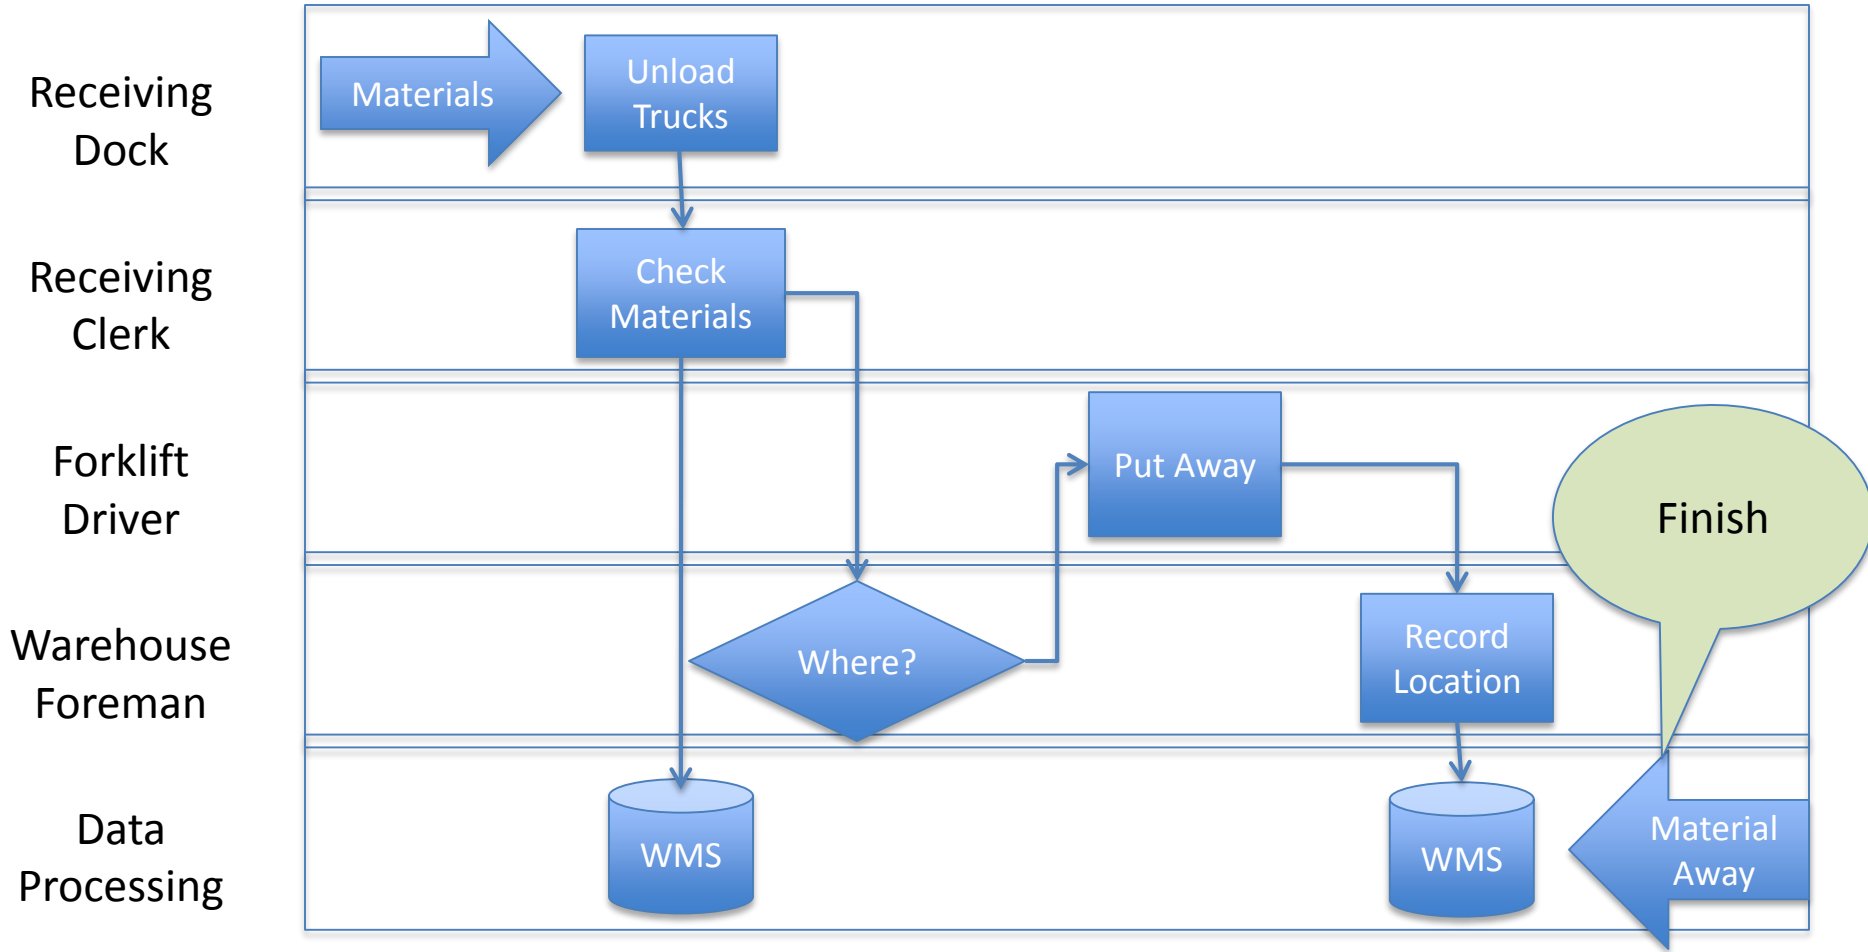 Receiving
Dock
Materials
Unload
Trucks
Receiving
Clerk
Check
Materials
Forklift
Driver
Put Away
Finish
Warehouse
Foreman
Where?
Record
Location
Data
Processing
WMS
WMS
Material
Away